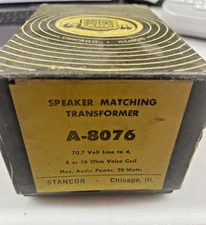 SPEAKER MATCHING
TRANSFORMER
A-8076
70.7 Volt Line to 4,
8 or 16 Ohm Voice Coil
Max. Audio Power: 20 Watts
STANCOR - Chicago, Ill.